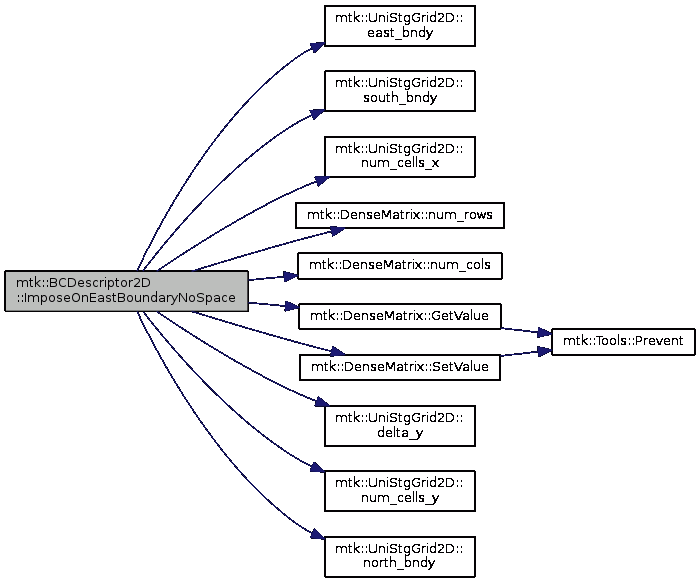 mtk::UniStgGrid2D::
east_bndy
mtk::UniStgGrid2D::
south_bndy
mtk::UniStgGrid2D::
num_cells_x
mtk::DenseMatrix::num_rows
mtk::BCDescriptor2D
::ImposeOnEastBoundaryNoSpace
mtk::DenseMatrix::num_cols
mtk::DenseMatrix::GetValue
mtk::Tools::Prevent
mtk::DenseMatrix::SetValue
mtk::UniStgGrid2D::
delta_y
mtk::UniStgGrid2D::
num_cells_y
mtk::UniStgGrid2D::
north_bndy